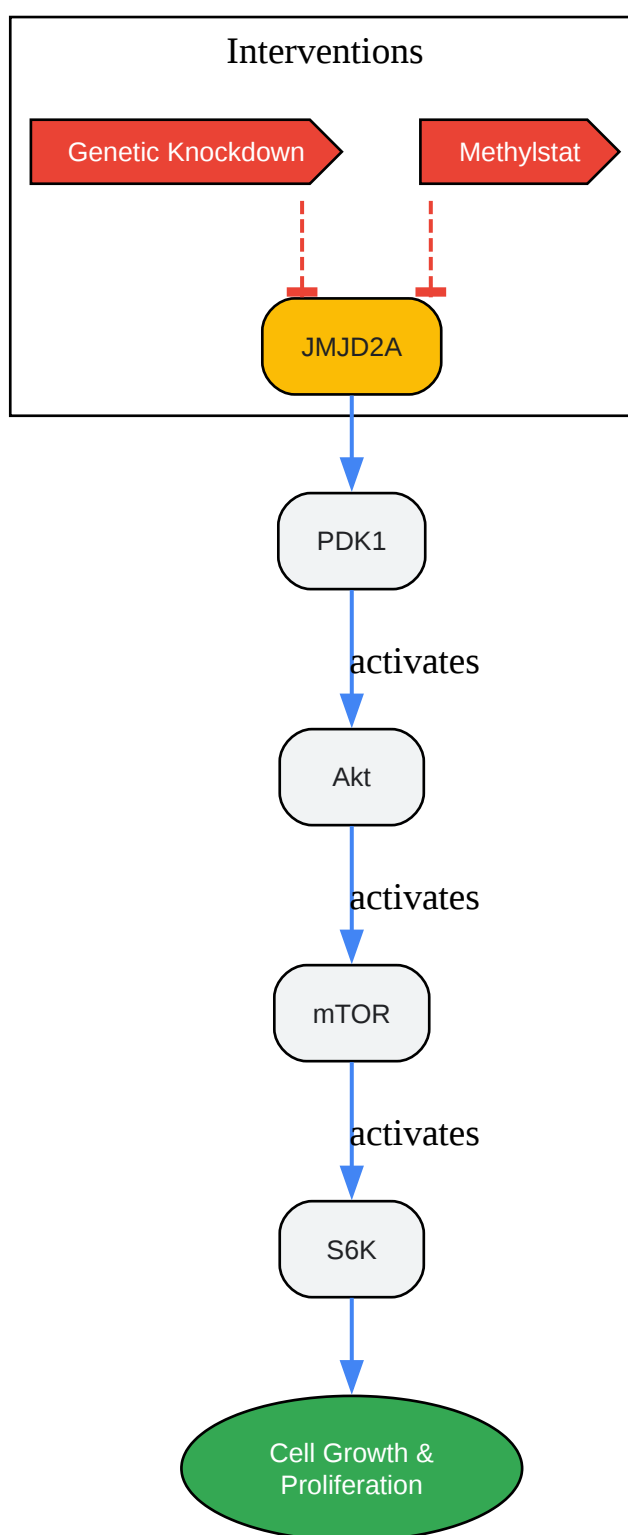 Interventions
Genetic Knockdown
Methylstat
JMJD2A
PDK1
activates
Akt
activates
mTOR
activates
S6K
Cell Growth &
Proliferation